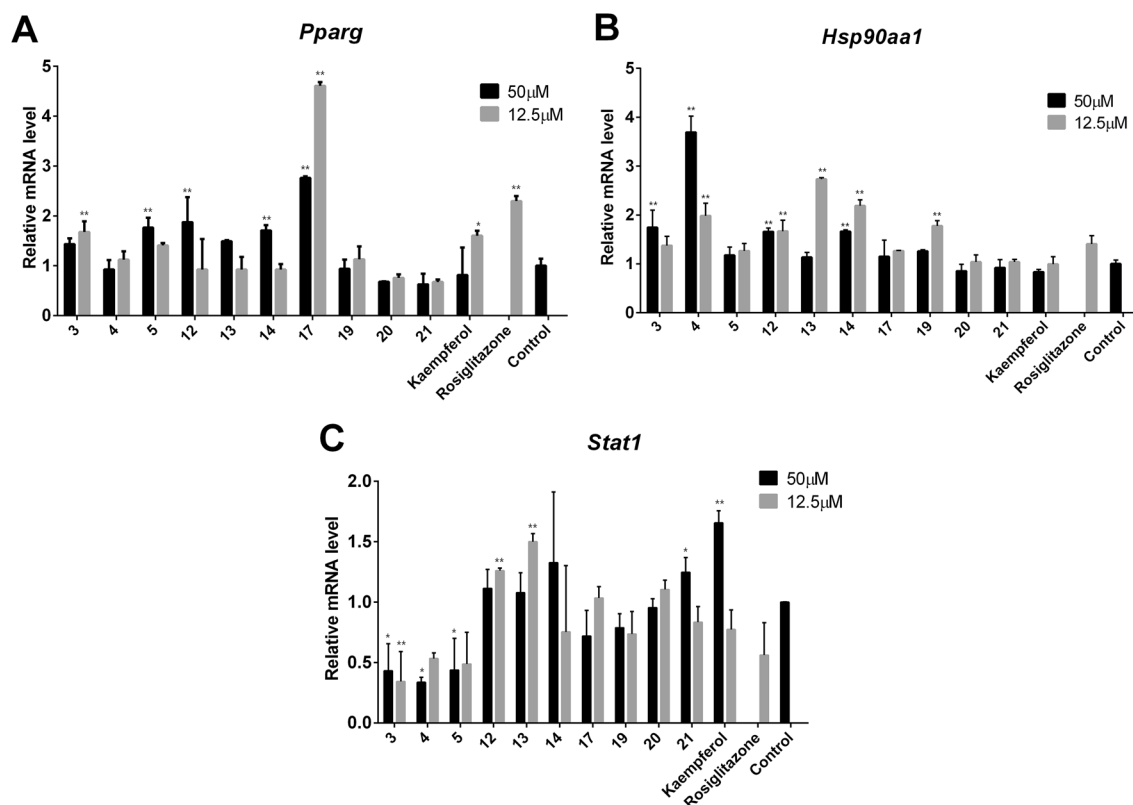 A
Pparg
Relative mRNA level
5
4
3
2
1
0
50μM
12.5μM
** ** ** ** ** ** * **
3 4 5 12 13 14 17 19 20 21 Kaempferol Rosiglitazone Control
B
Hsp90aa1
Relative mRNA level
5
4
3
2
1
0
50μM
12.5μM
** ** ** ** ** ** ** ** **
3 4 5 12 13 14 17 19 20 21 Kaempferol Rosiglitazone Control
C
Stat1
Relative mRNA level
2.0
1.5
1.0
0.5
0.0
50μM
12.5μM
* ** * * ** ** * **
3 4 5 12 13 14 17 19 20 21 Kaempferol Rosiglitazone Control